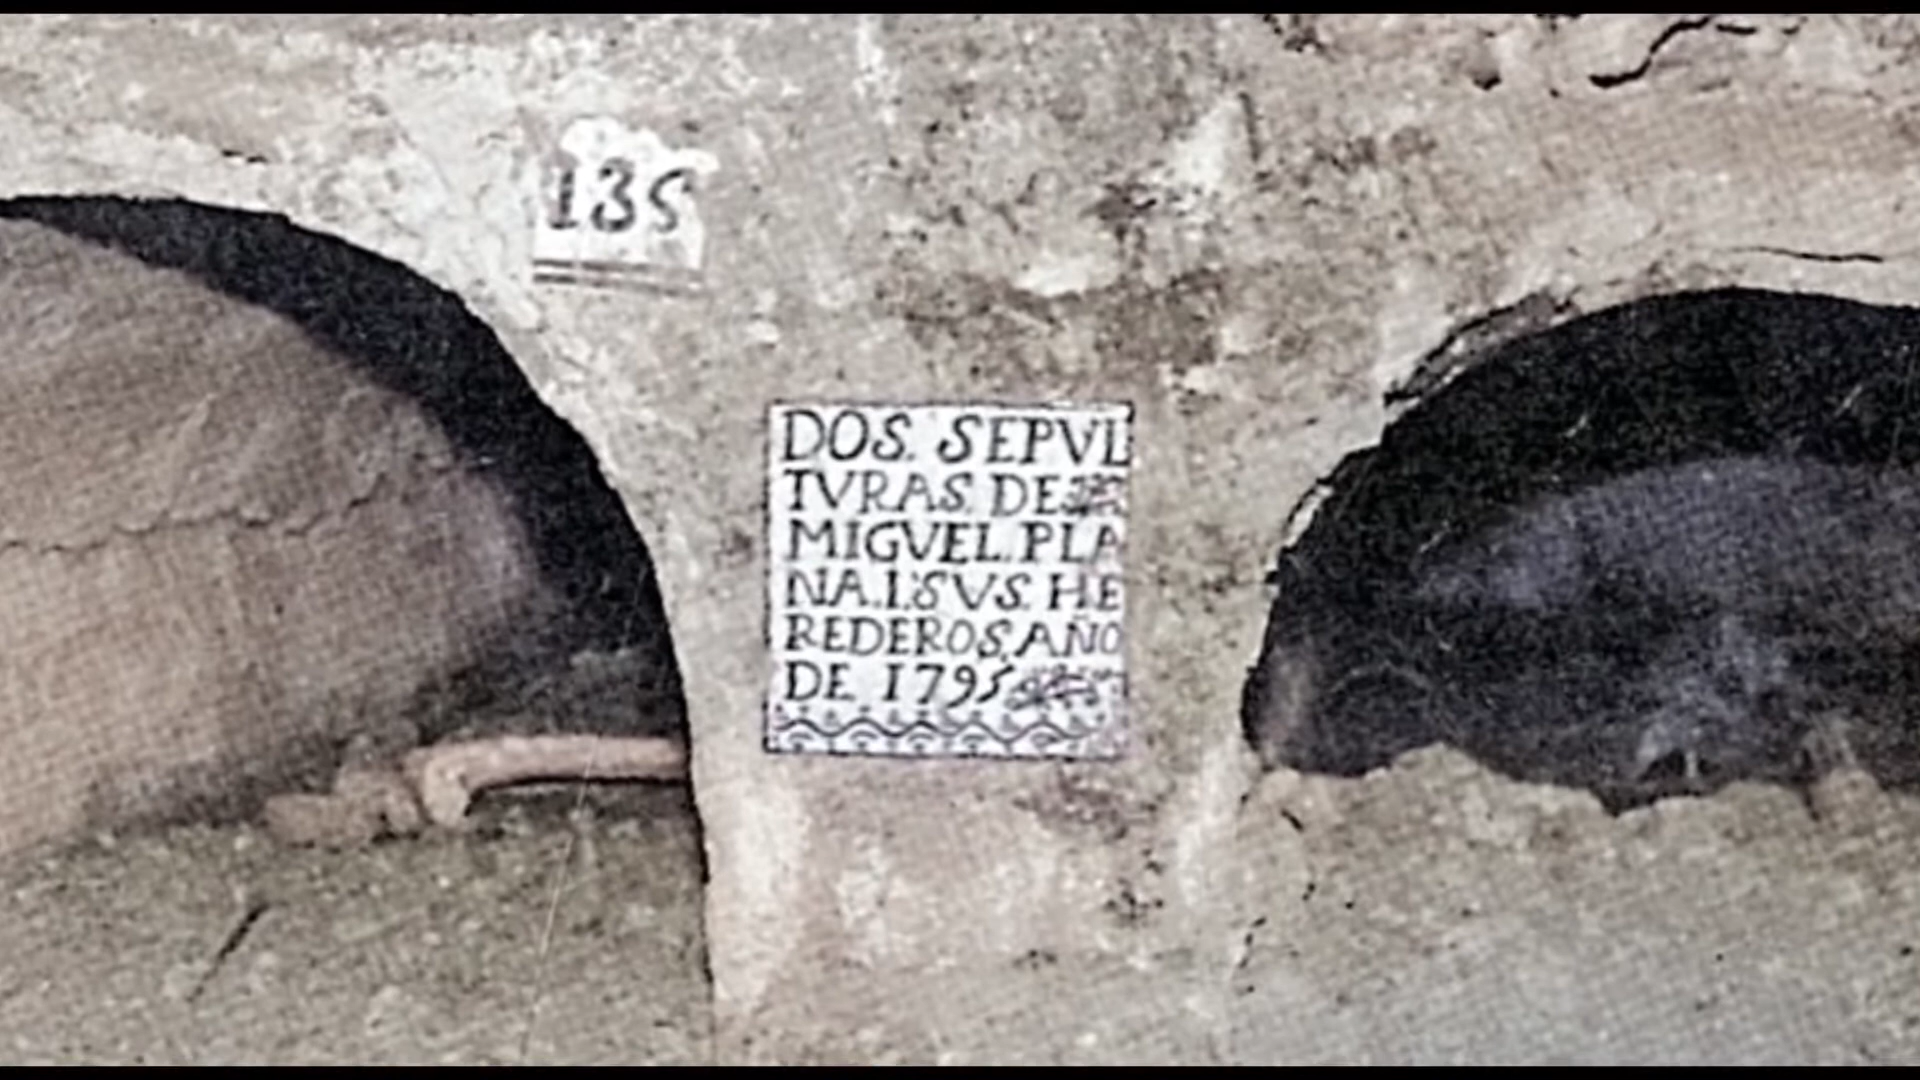 135
DOS. SEPVL
TVRAS DE
MIGVEL. PLA
NA. I. SVS. HE
REDEROS. AÑO
DE 1795